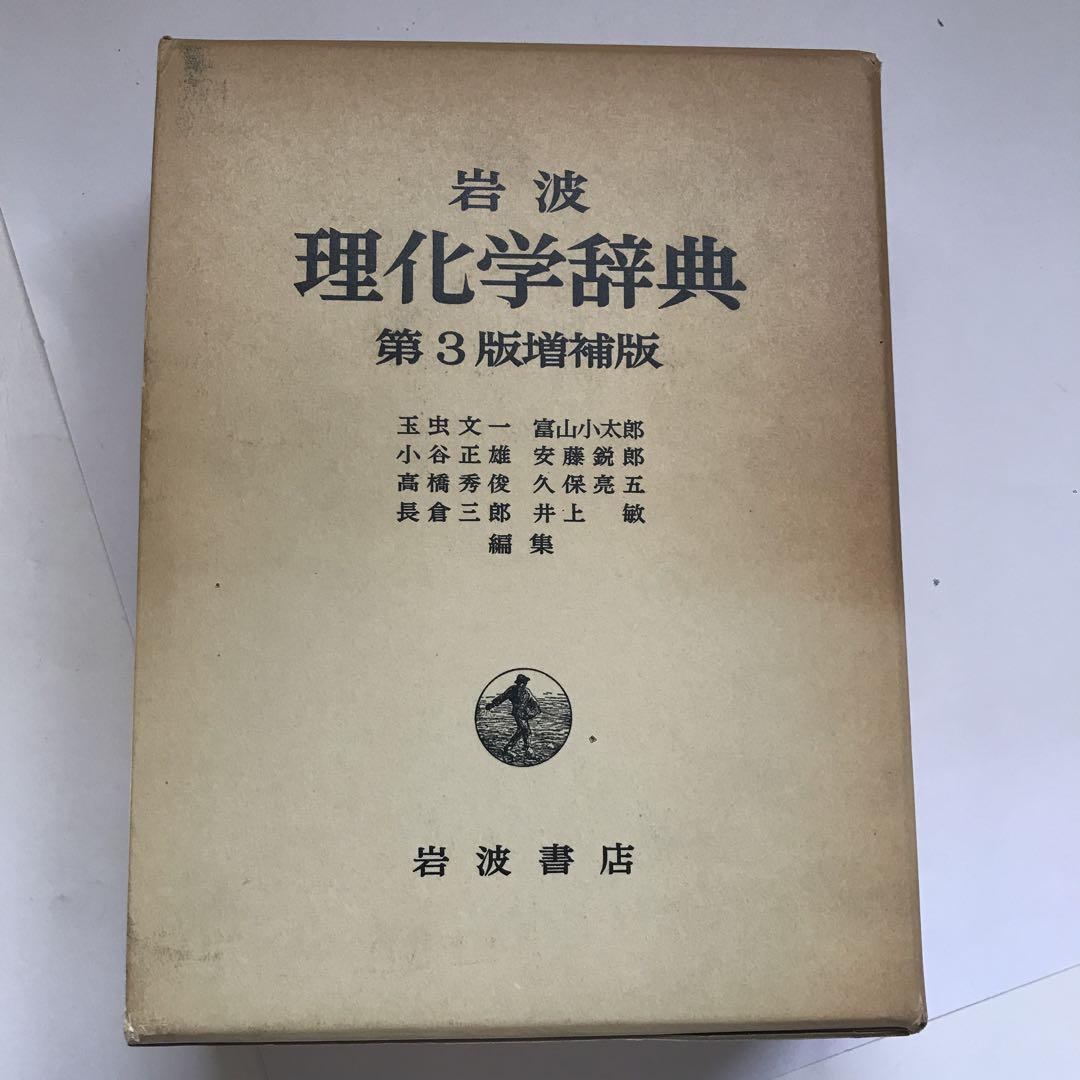 岩波
理化学辞典
第3版増補版
玉虫文一 富山小太郎
小谷正雄 安藤鋭郎
高橋秀俊 久保亮五
長倉三郎 井上 敏
編集
岩波書店